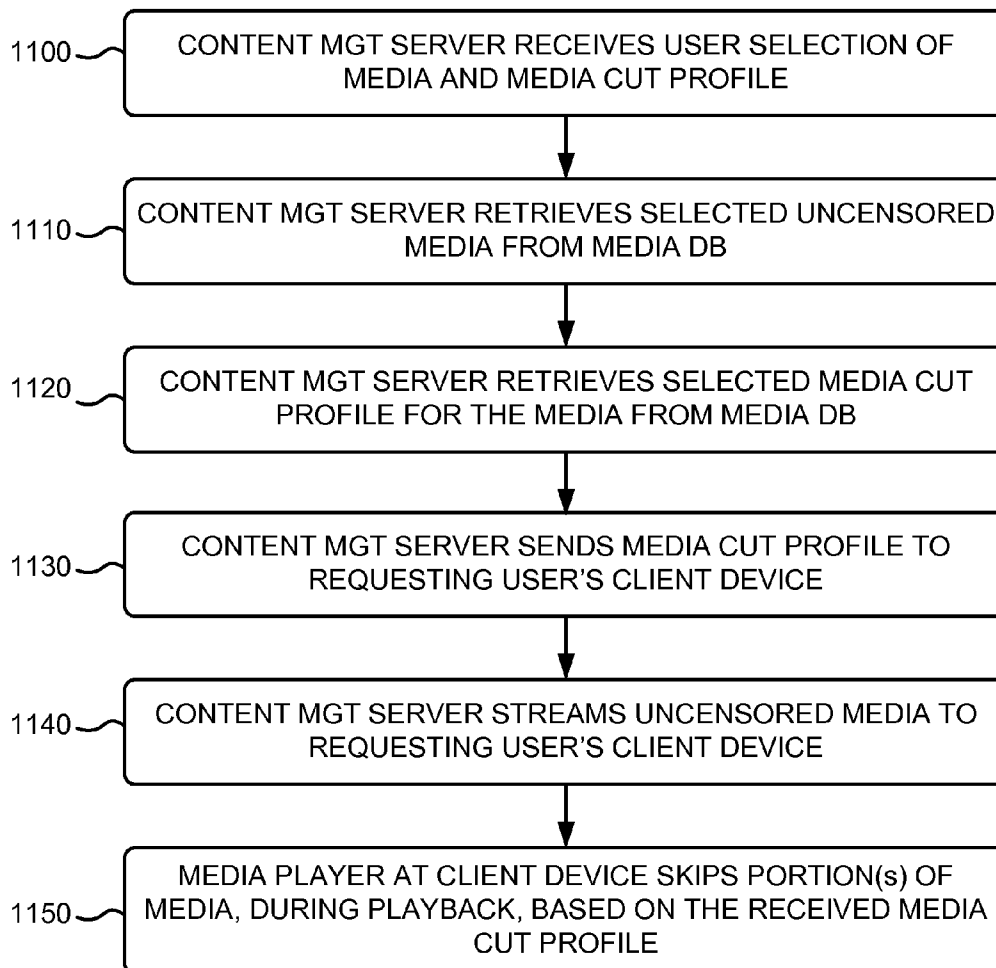 1100
CONTENT MGT SERVER RECEIVES USER SELECTION OF
MEDIA AND MEDIA CUT PROFILE
1110
CONTENT MGT SERVER RETRIEVES SELECTED UNCENSORED
MEDIA FROM MEDIA DB
1120
CONTENT MGT SERVER RETRIEVES SELECTED MEDIA CUT
PROFILE FOR THE MEDIA FROM MEDIA DB
1130
CONTENT MGT SERVER SENDS MEDIA CUT PROFILE TO
REQUESTING USER'S CLIENT DEVICE
1140
CONTENT MGT SERVER STREAMS UNCENSORED MEDIA TO
REQUESTING USER'S CLIENT DEVICE
1150
MEDIA PLAYER AT CLIENT DEVICE SKIPS PORTION(s) OF
MEDIA, DURING PLAYBACK, BASED ON THE RECEIVED MEDIA
CUT PROFILE